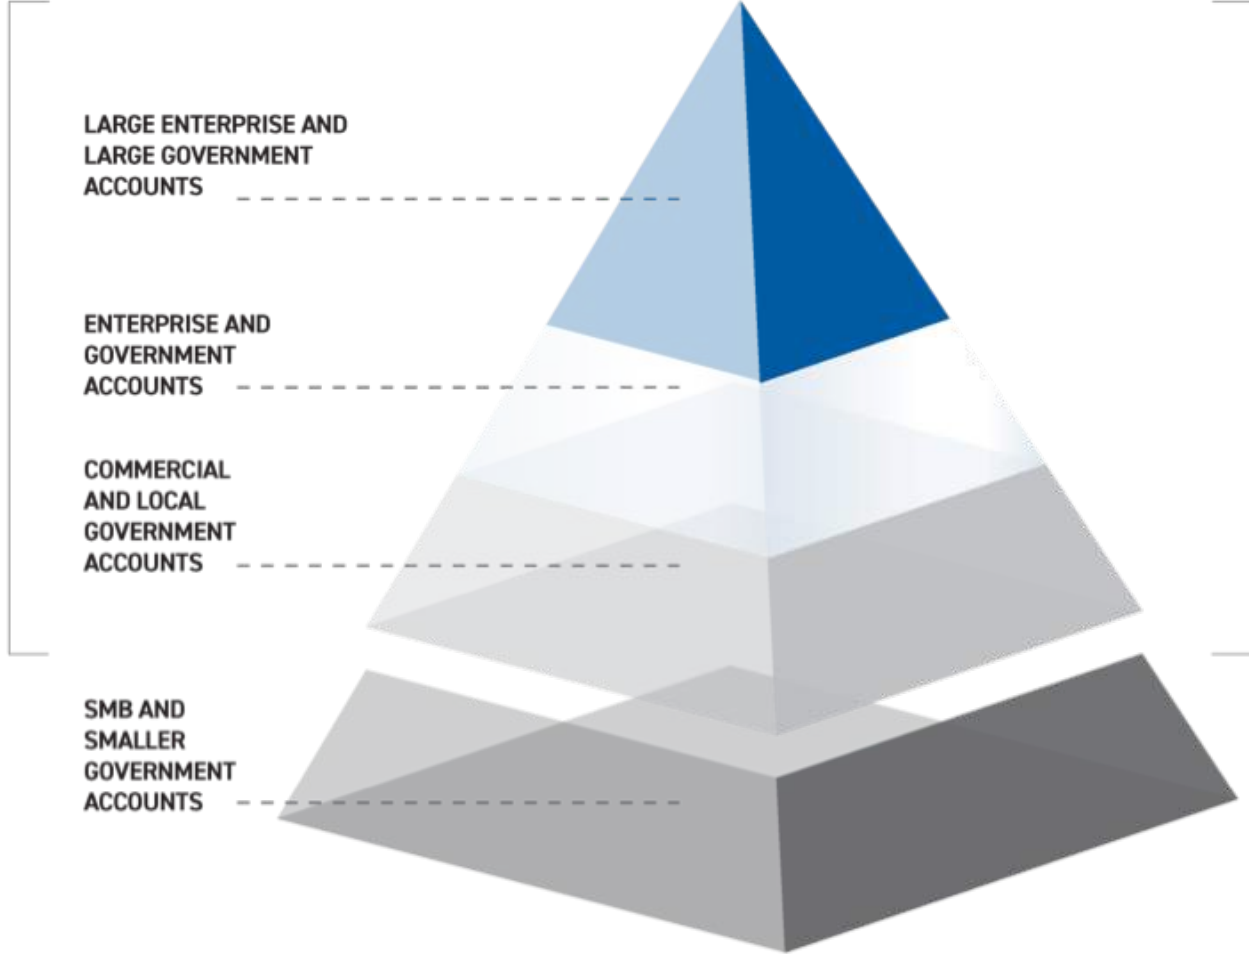 LARGE ENTERPRISE AND
LARGE GOVERNMENT
ACCOUNTS
ENTERPRISE AND
GOVERNMENT
ACCOUNTS
COMMERCIAL
AND LOCAL
GOVERNMENT
ACCOUNTS
SMB AND
SMALLER
GOVERNMENT
ACCOUNTS